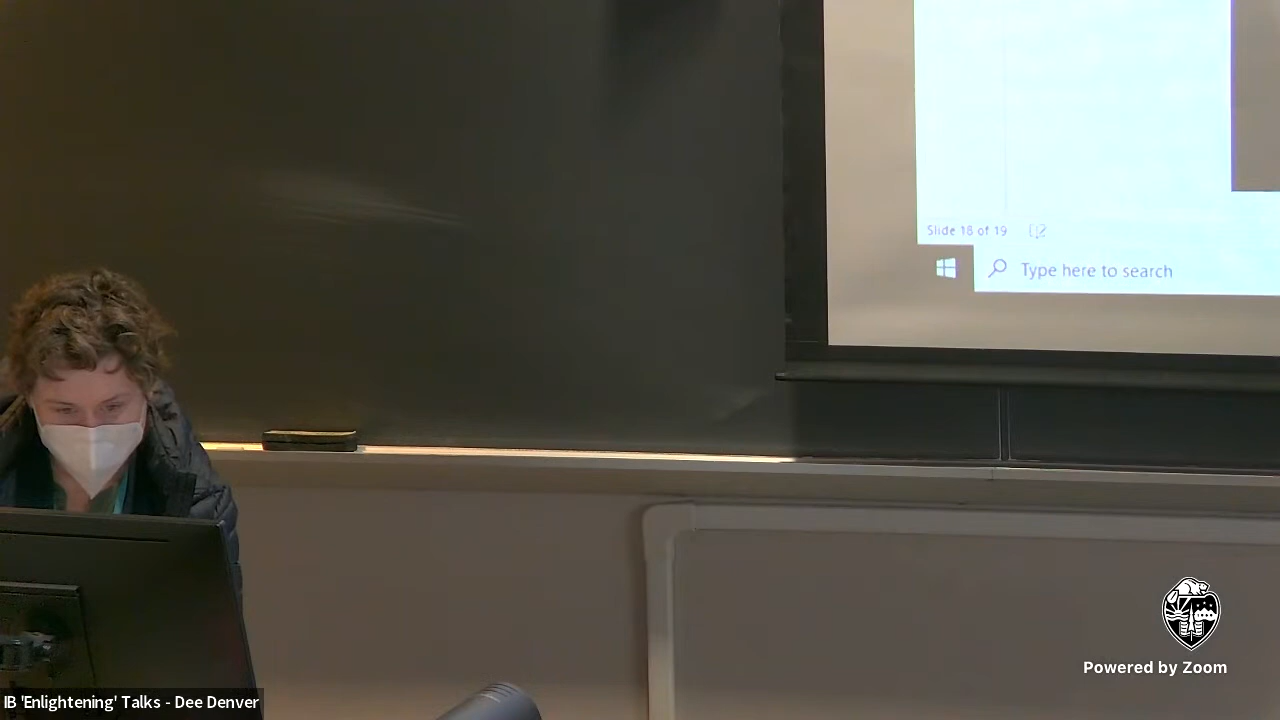 Slide 18 of 19
Type here to search
Powered by Zoom
IB 'Enlightening' Talks - Dee Denver